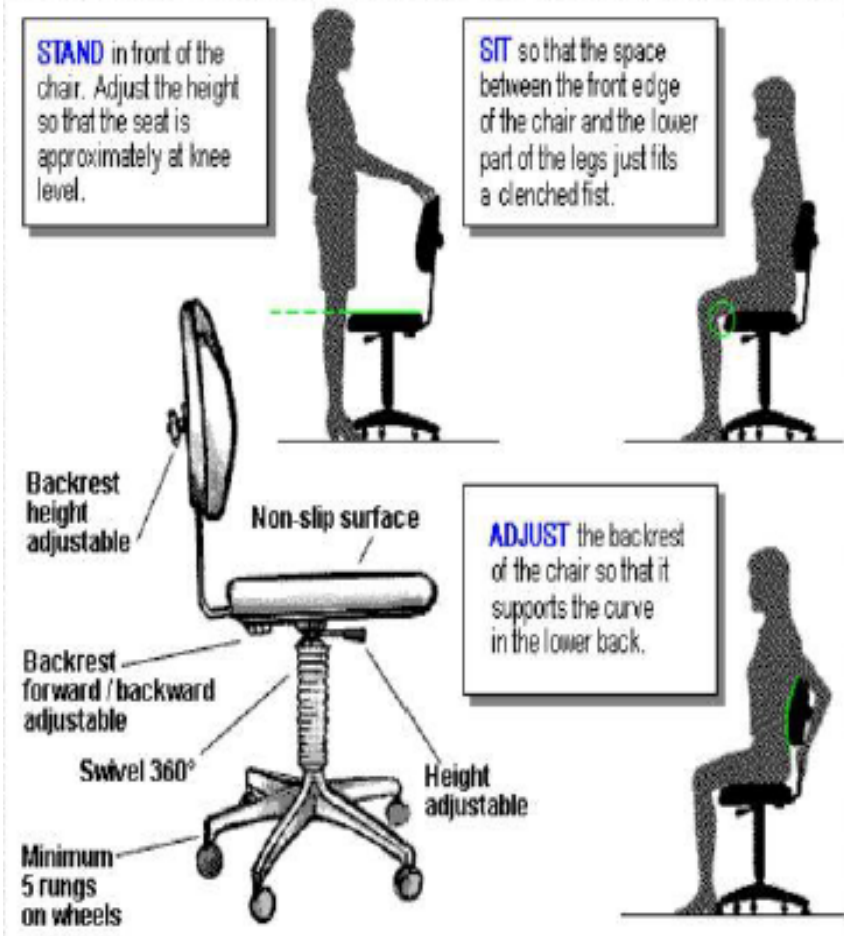 STAND in front of the
chair. Adjust the height
so that the seat is
approximately at knee
level.
SIT so that the space
between the front edge
of the chair and the lower
part of the legs just fits
a clenched fist.
Backrest
height
adjustable
Non-slip surface
ADJUST the backrest
of the chair so that it
supports the curve
in the lower back.
Backrest
forward / backward
adjustable
Swivel 360°
Height
adjustable
Minimum
5 rungs
on wheels